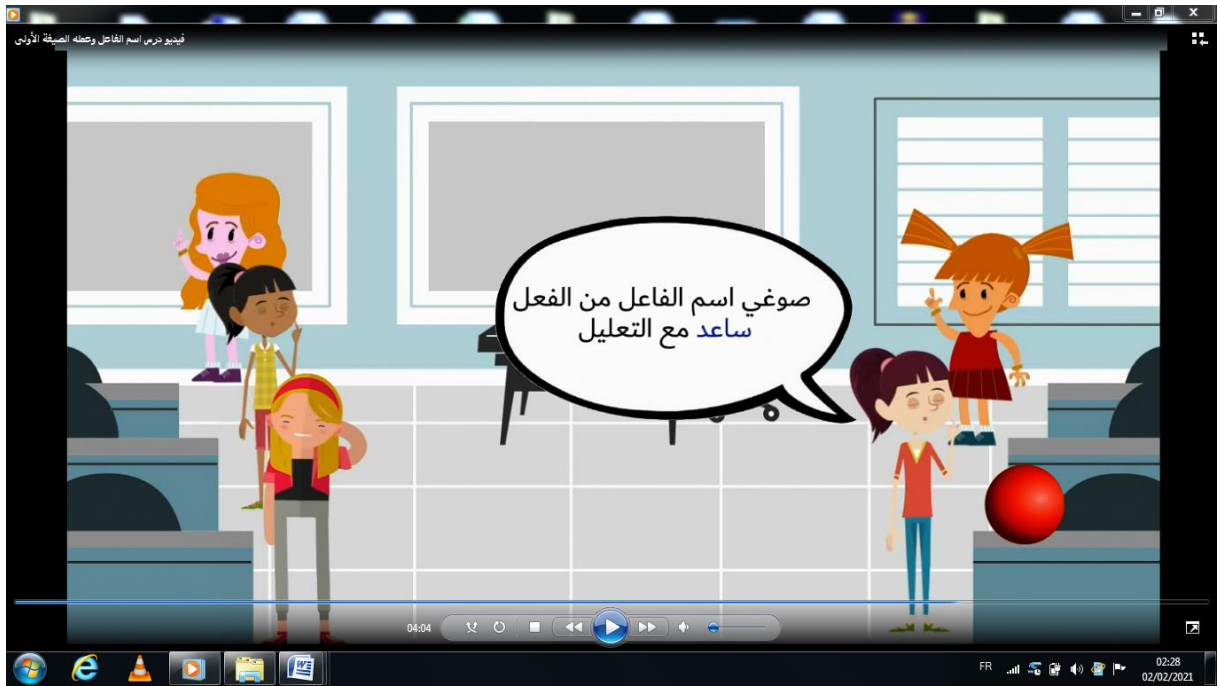 فيديو درس اسم الفاعل وعمله الصيغة الأولى
صوغي اسم الفاعل من الفعل
ساعد مع التعليل
04:04
FR
02:28
02/02/2021